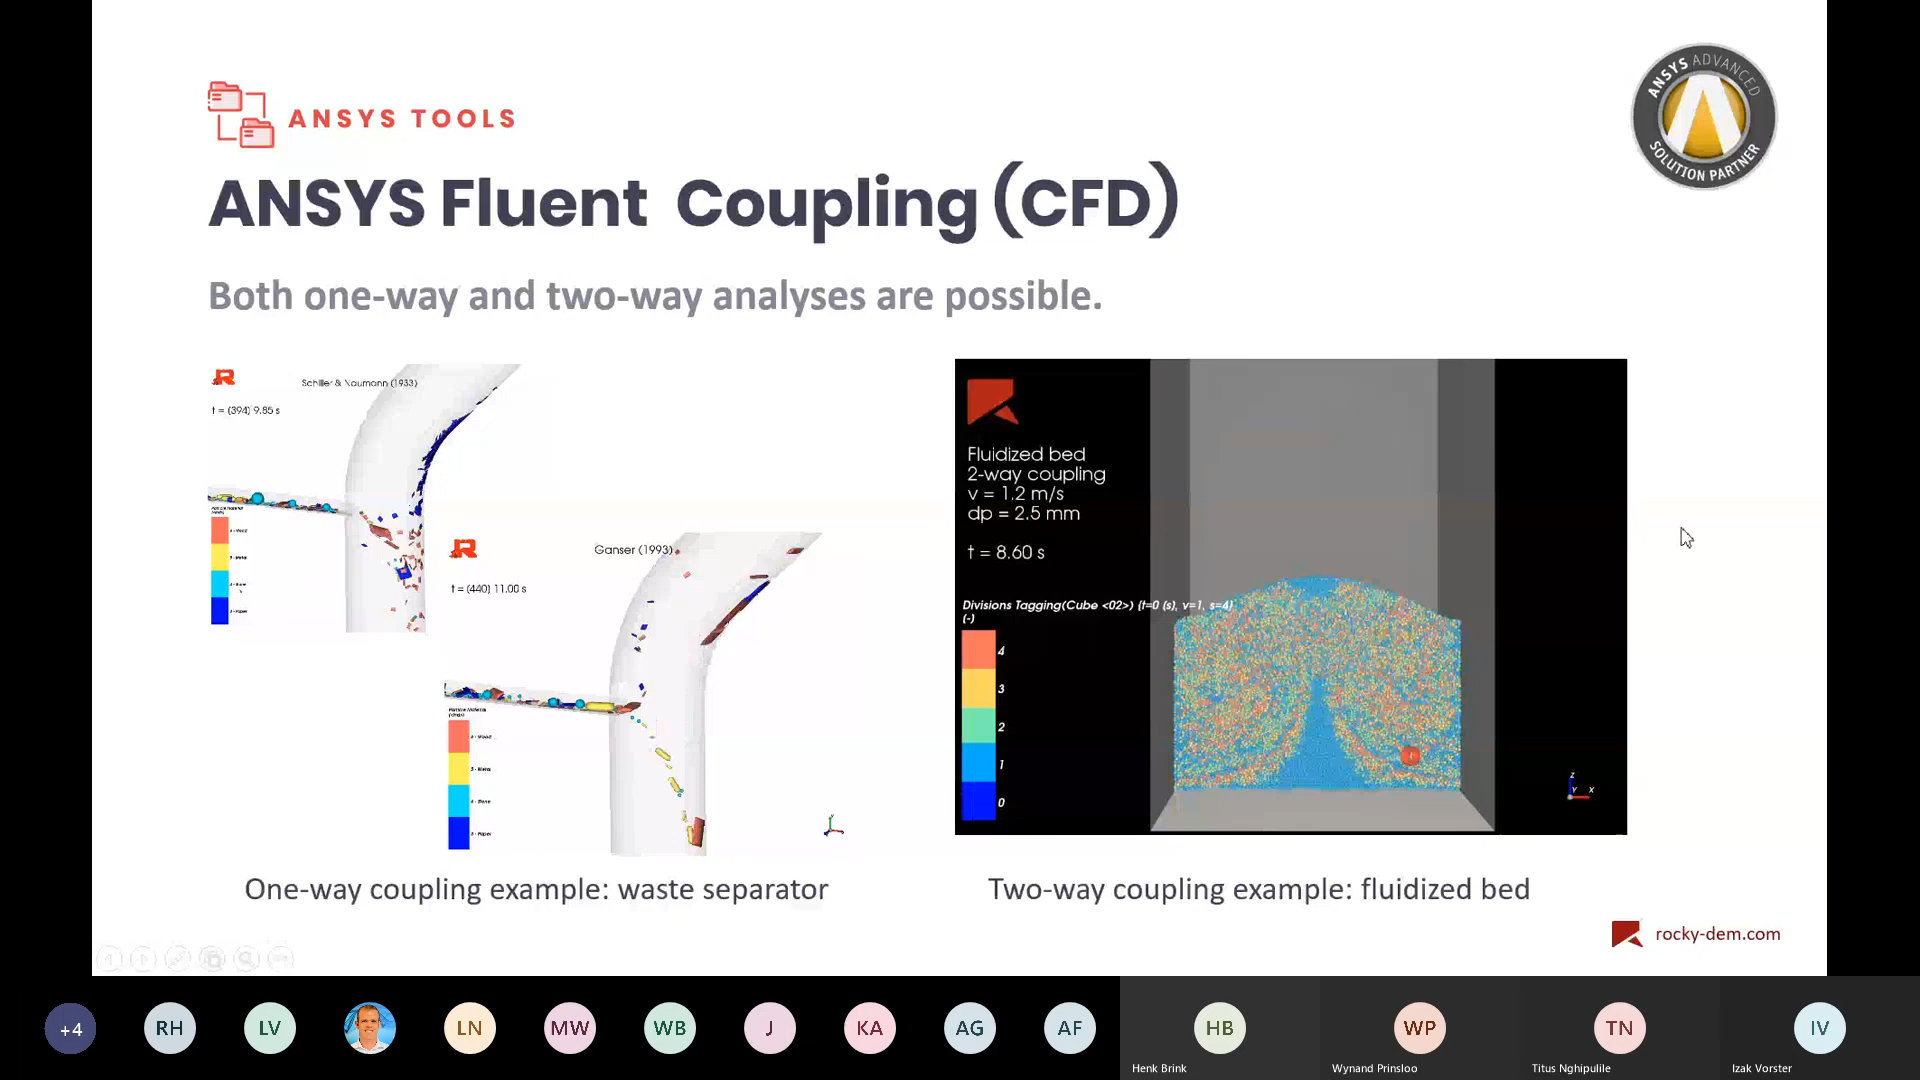 ANSYS TOOLS
ANSYS ADVANCED
SOLUTION PARTNER
ANSYS Fluent Coupling (CFD)
Both one-way and two-way analyses are possible.
Schiller & Naumann (1933)
t = (394) 9.85 s
Ganser (1993)
t = (440) 11.00 s
Fluidized bed
2-way coupling
v = 1.2 m/s
dp = 2.5 mm
t = 8.60 s
Divisions Tagging(Cube <02>) {t=0 (s), v=1, s=4}
(-)
4
3
2
1
0
Z
Y X
One-way coupling example: waste separator
Two-way coupling example: fluidized bed
rocky-dem.com
+4
RH
LV
LN
MW
WB
J
KA
AG
AF
HB
WP
TN
IV
Henk Brink
Wynand Prinsloo
Titus Nghipulile
Izak Vorster